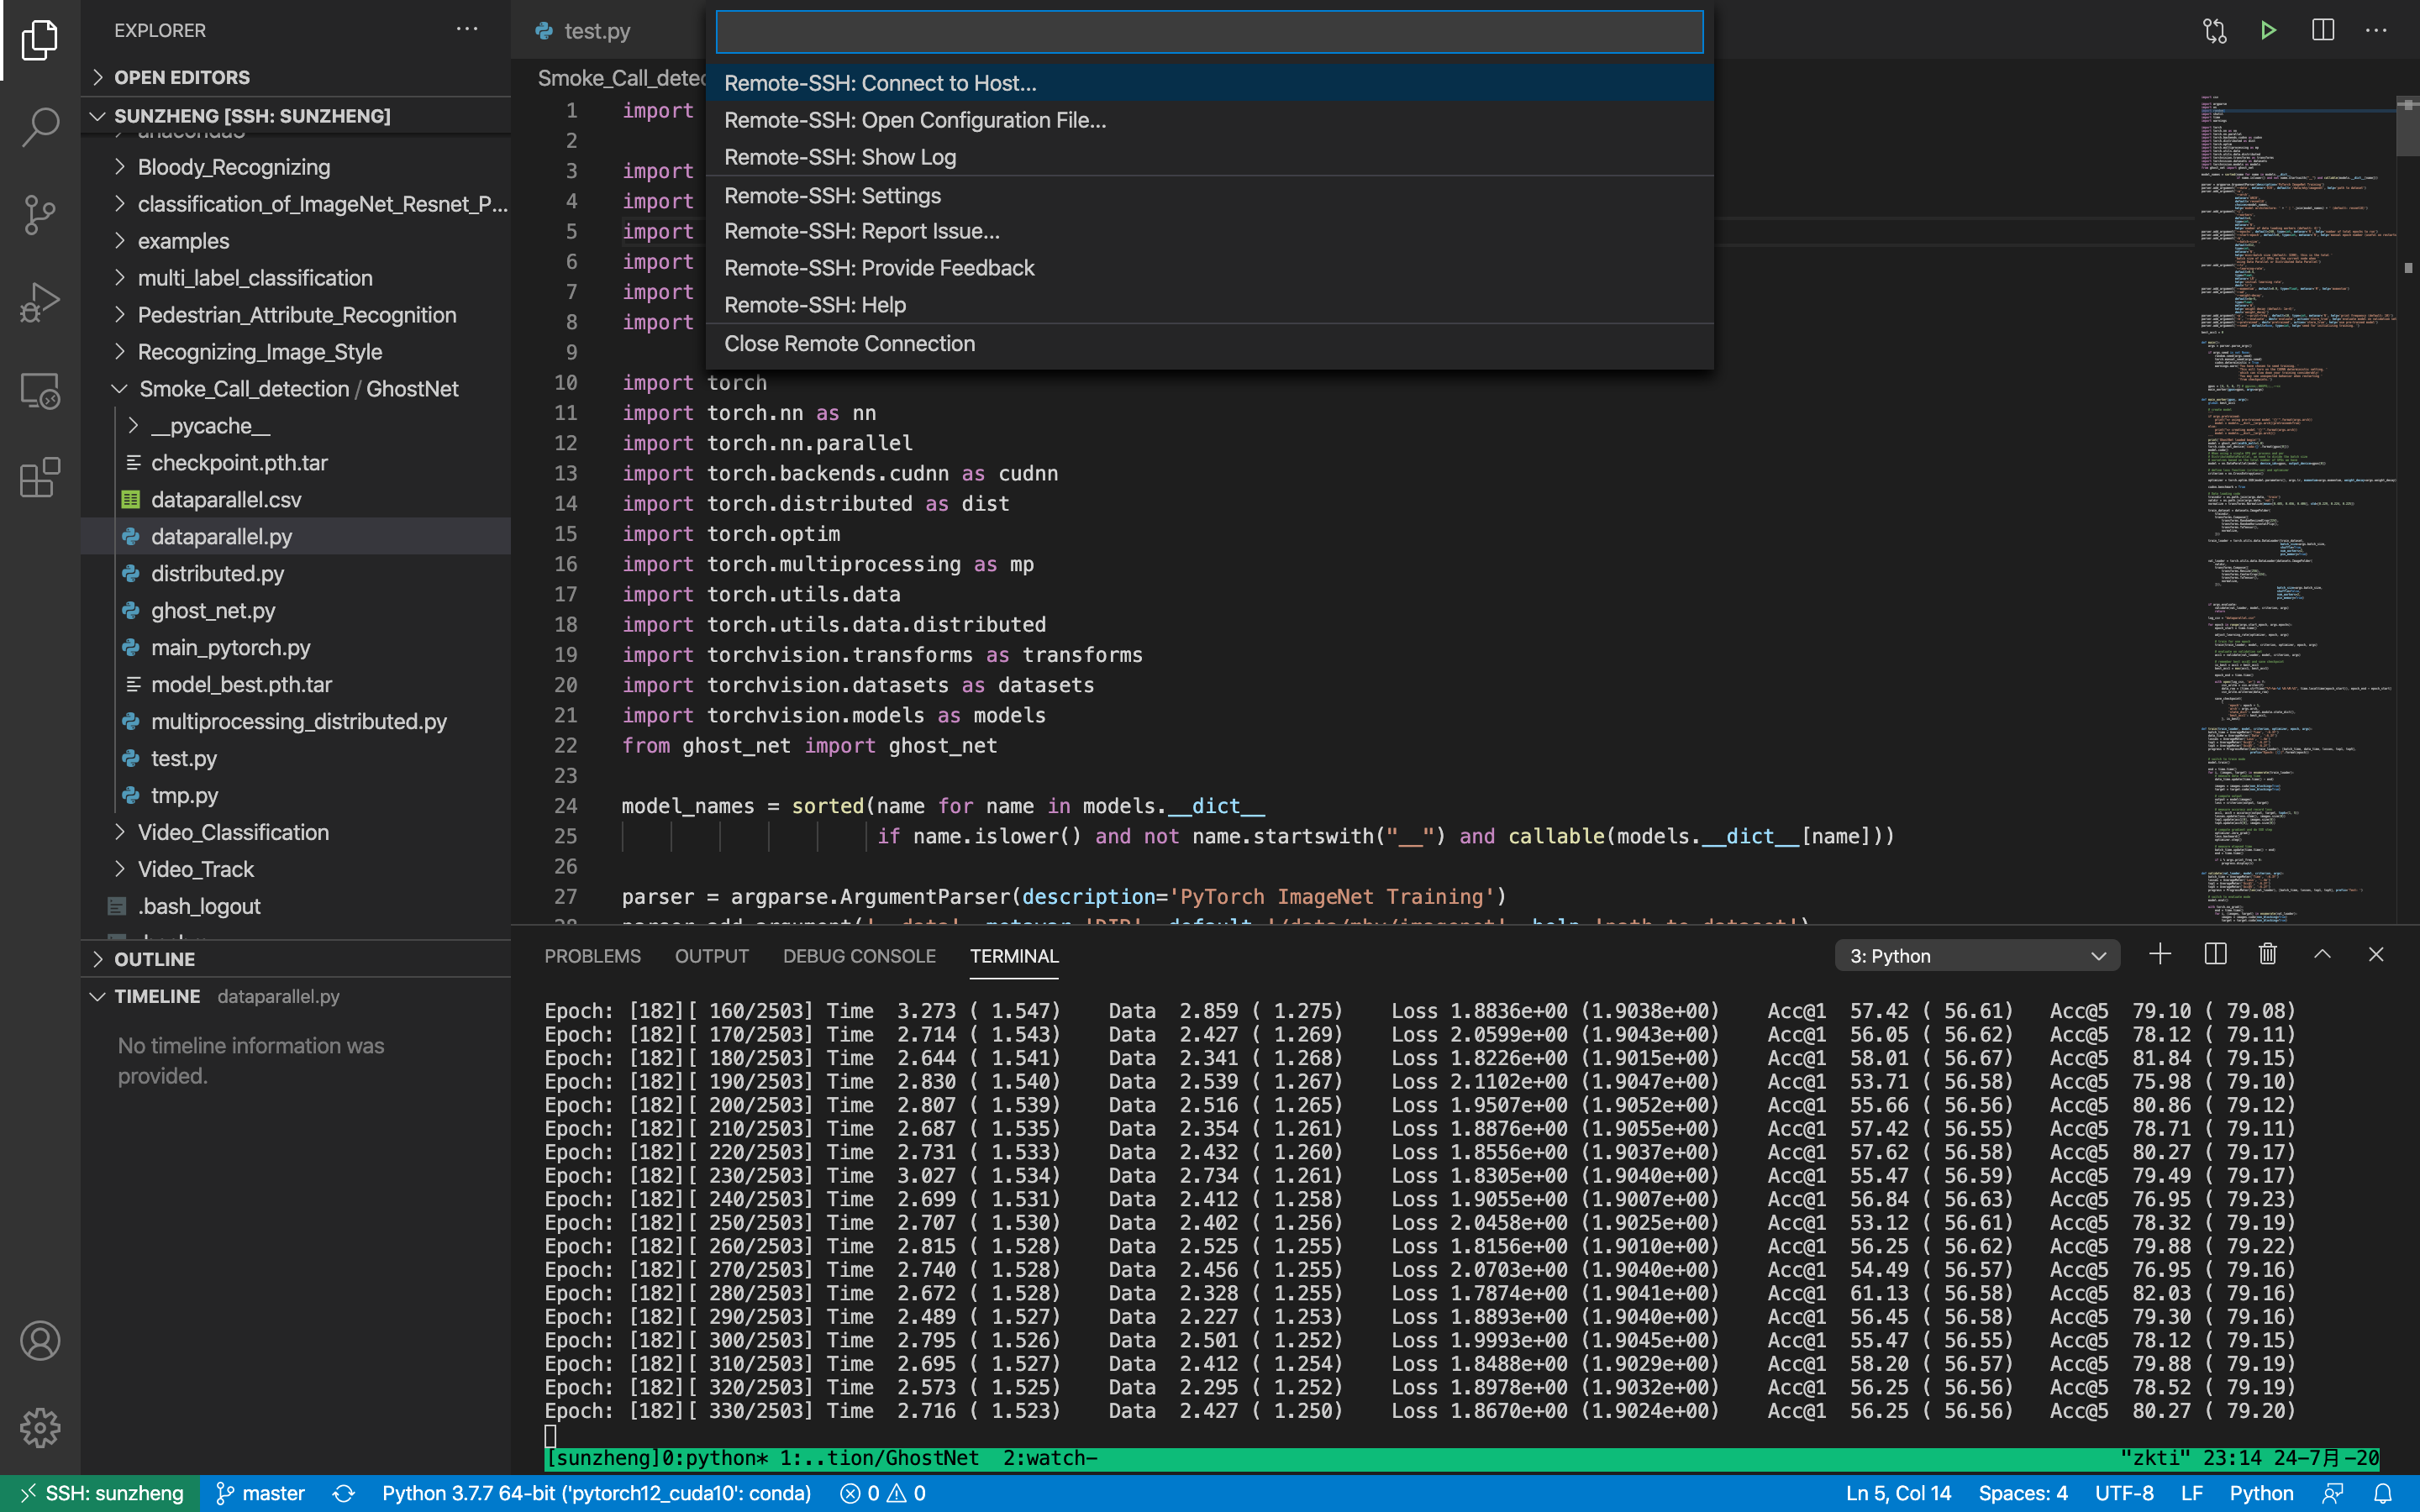 EXPLORER
OPEN EDITORS
SUNZHENG [SSH: SUNZHENG]
anaconda3
Bloody_Recognizing
classification_of_ImageNet_Resnet_P...
examples
multi_label_classification
Pedestrian_Attribute_Recognition
Recognizing_Image_Style
Smoke_Call_detection / GhostNet
__pycache__
checkpoint.pth.tar
dataparallel.csv
dataparallel.py
distributed.py
ghost_net.py
main_pytorch.py
model_best.pth.tar
multiprocessing_distributed.py
test.py
tmp.py
Video_Classification
Video_Track
.bash_logout
OUTLINE
TIMELINE dataparallel.py
No timeline information was
provided.
test.py
Smoke_Call_detec
Remote-SSH: Connect to Host...
Remote-SSH: Open Configuration File...
Remote-SSH: Show Log
Remote-SSH: Settings
Remote-SSH: Report Issue...
Remote-SSH: Provide Feedback
Remote-SSH: Help
Close Remote Connection
1 import
2
3 import
4 import
5 import
6 import
7 import
8 import
9
10 import torch
11 import torch.nn as nn
12 import torch.nn.parallel
13 import torch.backends.cudnn as cudnn
14 import torch.distributed as dist
15 import torch.optim
16 import torch.multiprocessing as mp
17 import torch.utils.data
18 import torch.utils.data.distributed
19 import torchvision.transforms as transforms
20 import torchvision.datasets as datasets
21 import torchvision.models as models
22 from ghost_net import ghost_net
23
24 model_names = sorted(name for name in models.__dict__
25 if name.islower() and not name.startswith("__") and callable(models.__dict__[name]))
26
27 parser = argparse.ArgumentParser(description='PyTorch ImageNet Training')
PROBLEMS OUTPUT DEBUG CONSOLE TERMINAL 3: Python
Epoch: [182][ 160/2503] Time 3.273 ( 1.547) Data 2.859 ( 1.275) Loss 1.8836e+00 (1.9038e+00) Acc@1 57.42 ( 56.61) Acc@5 79.10 ( 79.08)
Epoch: [182][ 170/2503] Time 2.714 ( 1.543) Data 2.427 ( 1.269) Loss 2.0599e+00 (1.9043e+00) Acc@1 56.05 ( 56.62) Acc@5 78.12 ( 79.11)
Epoch: [182][ 180/2503] Time 2.644 ( 1.541) Data 2.341 ( 1.268) Loss 1.8226e+00 (1.9015e+00) Acc@1 58.01 ( 56.67) Acc@5 81.84 ( 79.15)
Epoch: [182][ 190/2503] Time 2.830 ( 1.540) Data 2.539 ( 1.267) Loss 2.1102e+00 (1.9047e+00) Acc@1 53.71 ( 56.58) Acc@5 75.98 ( 79.10)
Epoch: [182][ 200/2503] Time 2.807 ( 1.539) Data 2.516 ( 1.265) Loss 1.9507e+00 (1.9052e+00) Acc@1 55.66 ( 56.56) Acc@5 80.86 ( 79.12)
Epoch: [182][ 210/2503] Time 2.687 ( 1.535) Data 2.354 ( 1.261) Loss 1.8876e+00 (1.9055e+00) Acc@1 57.42 ( 56.55) Acc@5 78.71 ( 79.11)
Epoch: [182][ 220/2503] Time 2.731 ( 1.533) Data 2.432 ( 1.260) Loss 1.8556e+00 (1.9037e+00) Acc@1 57.62 ( 56.58) Acc@5 80.27 ( 79.17)
Epoch: [182][ 230/2503] Time 3.027 ( 1.534) Data 2.734 ( 1.261) Loss 1.8305e+00 (1.9040e+00) Acc@1 55.47 ( 56.59) Acc@5 79.49 ( 79.17)
Epoch: [182][ 240/2503] Time 2.699 ( 1.531) Data 2.412 ( 1.258) Loss 1.9055e+00 (1.9007e+00) Acc@1 56.84 ( 56.63) Acc@5 76.95 ( 79.23)
Epoch: [182][ 250/2503] Time 2.707 ( 1.530) Data 2.402 ( 1.256) Loss 2.0458e+00 (1.9025e+00) Acc@1 53.12 ( 56.61) Acc@5 78.32 ( 79.19)
Epoch: [182][ 260/2503] Time 2.815 ( 1.528) Data 2.525 ( 1.255) Loss 1.8156e+00 (1.9010e+00) Acc@1 56.25 ( 56.62) Acc@5 79.88 ( 79.22)
Epoch: [182][ 270/2503] Time 2.740 ( 1.528) Data 2.456 ( 1.255) Loss 2.0703e+00 (1.9040e+00) Acc@1 54.49 ( 56.57) Acc@5 76.95 ( 79.16)
Epoch: [182][ 280/2503] Time 2.672 ( 1.528) Data 2.328 ( 1.255) Loss 1.7874e+00 (1.9041e+00) Acc@1 61.13 ( 56.58) Acc@5 82.03 ( 79.16)
Epoch: [182][ 290/2503] Time 2.489 ( 1.527) Data 2.227 ( 1.253) Loss 1.8893e+00 (1.9040e+00) Acc@1 56.45 ( 56.58) Acc@5 79.30 ( 79.16)
Epoch: [182][ 300/2503] Time 2.795 ( 1.526) Data 2.501 ( 1.252) Loss 1.9993e+00 (1.9045e+00) Acc@1 55.47 ( 56.55) Acc@5 78.12 ( 79.15)
Epoch: [182][ 310/2503] Time 2.695 ( 1.527) Data 2.412 ( 1.254) Loss 1.8488e+00 (1.9029e+00) Acc@1 58.20 ( 56.57) Acc@5 79.88 ( 79.19)
Epoch: [182][ 320/2503] Time 2.573 ( 1.525) Data 2.295 ( 1.252) Loss 1.8978e+00 (1.9032e+00) Acc@1 56.25 ( 56.56) Acc@5 78.52 ( 79.19)
Epoch: [182][ 330/2503] Time 2.716 ( 1.523) Data 2.427 ( 1.250) Loss 1.8670e+00 (1.9024e+00) Acc@1 56.25 ( 56.56) Acc@5 80.27 ( 79.20)
[sunzheng]0:python* 1:..tion/GhostNet 2:watch- "zkti" 23:14 24-7月-20
SSH: sunzheng master Python 3.7.7 64-bit ('pytorch12_cuda10': conda) 0 0 Ln 5, Col 14 Spaces: 4 UTF-8 LF Python